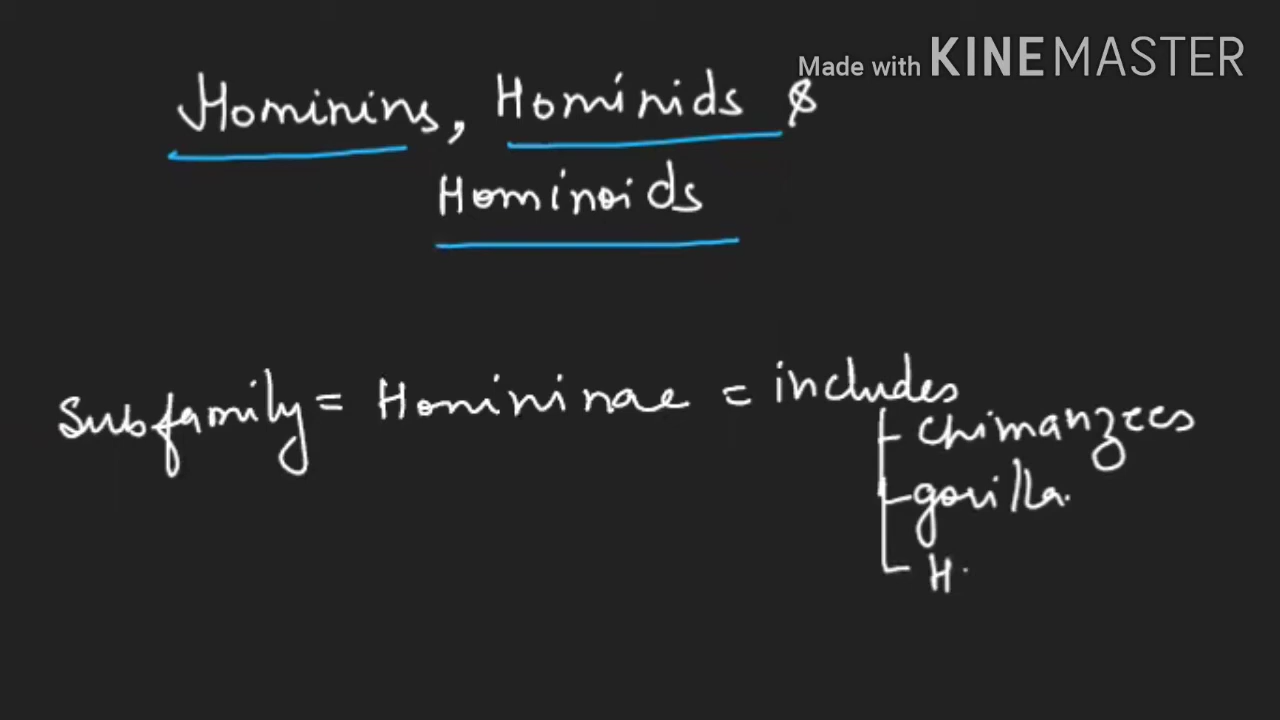 Made with KINEMASTER
Hominins, Hominids &
Hominoids
Subfamily = Homininae = includes
chimanzees
gorilla.
H.